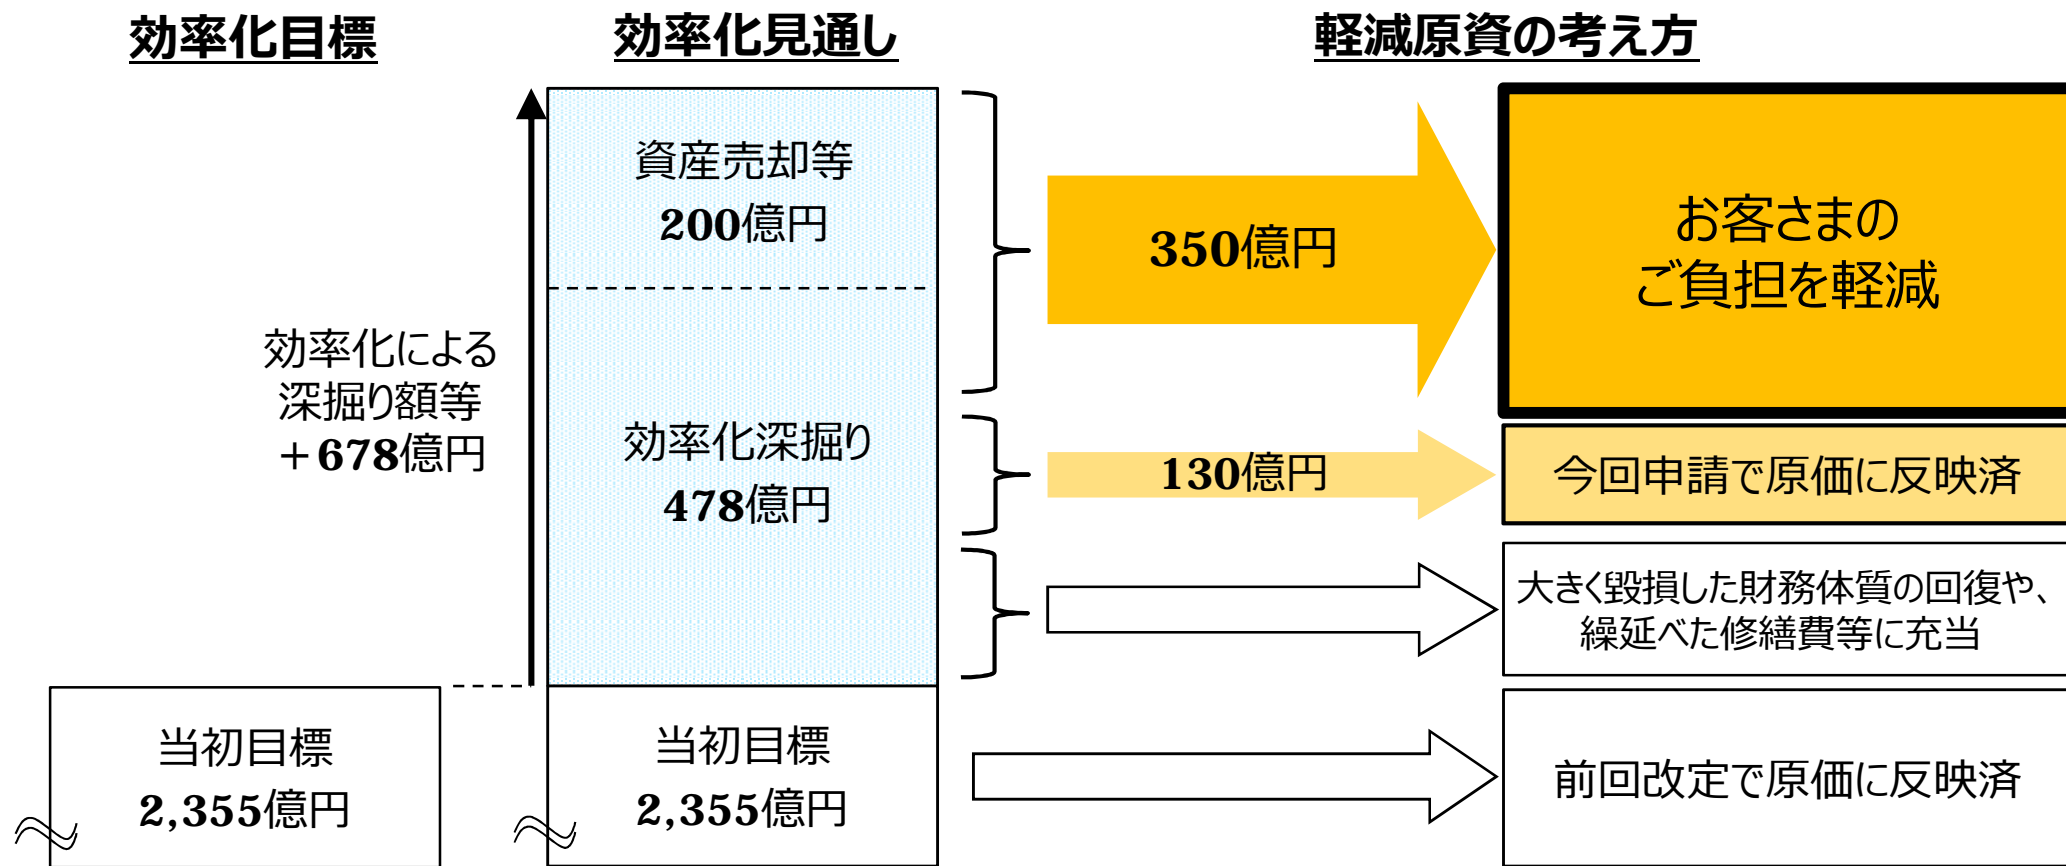 効率化目標
効率化見通し
軽減原資の考え方
資産売却等
200億円
効率化深掘り
478億円
効率化による
深掘り額等
＋678億円
当初目標
2,355億円
当初目標
2,355億円
350億円
お客さまの
ご負担を軽減
130億円
今回申請で原価に反映済
大きく毀損した財務体質の回復や、
繰延べた修繕費等に充当
前回改定で原価に反映済